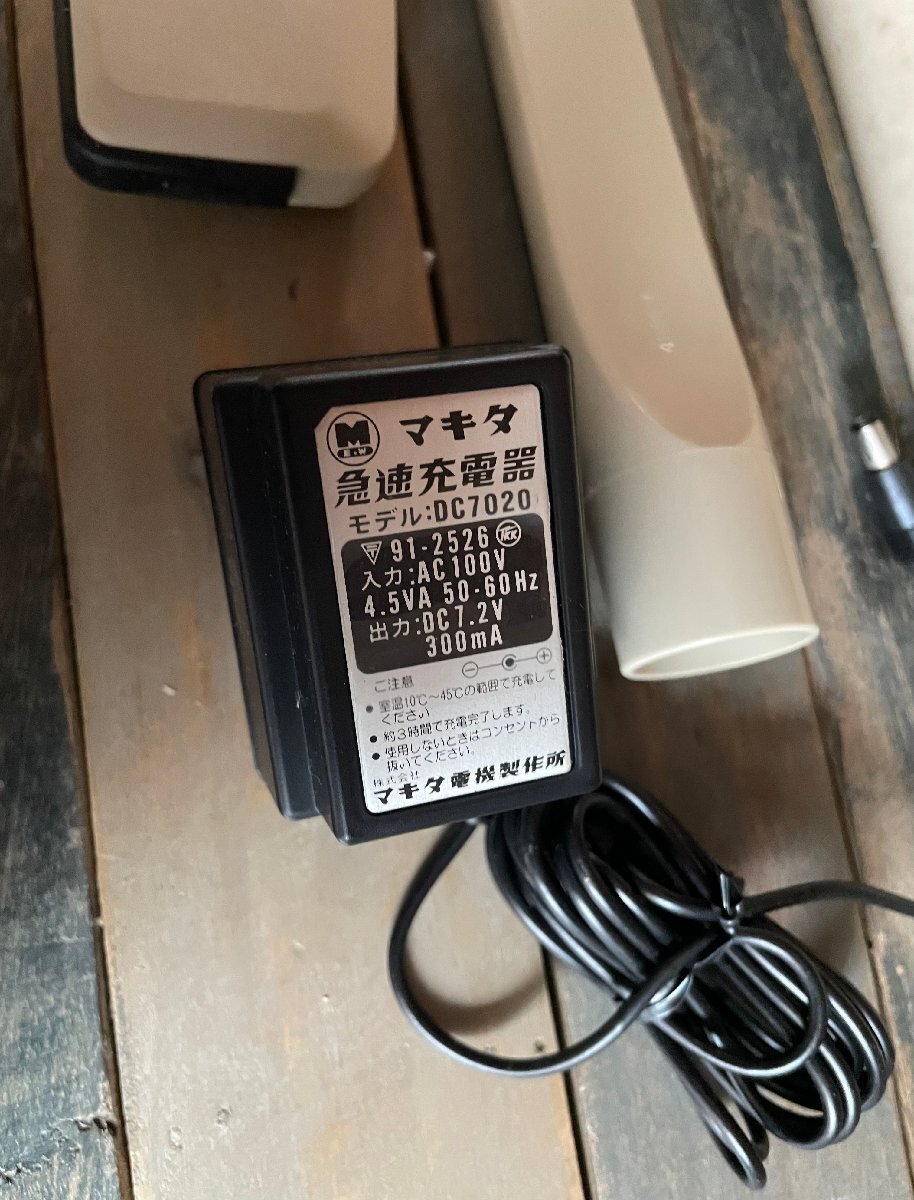 M
E.W
マキタ
急速充電器
モデル:DC7020
〒 91-2526 TKK
入力:AC100V
4.5VA 50-60Hz
出力:DC7.2V
300mA
ご注意
● 室温10℃〜45℃の範囲で充電して
ください
● 約3時間で充電完了します。
● 使用しないときはコンセントから
抜いてください。
株式会社
マキタ電機製作所